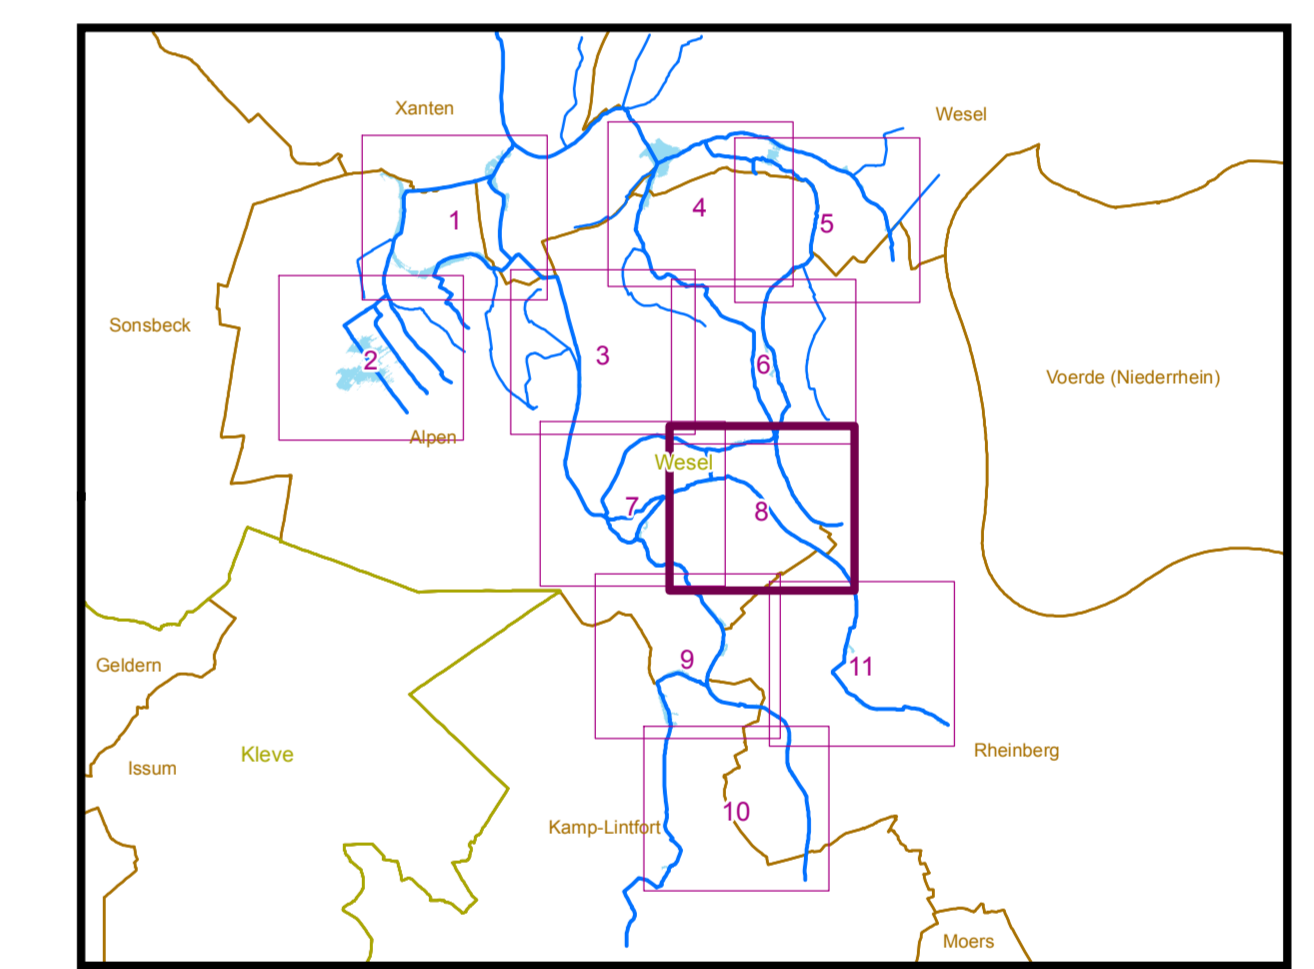 Xanten
Wesel
1
4
5
Sonsbeck
2
3
6
Voerde (Niederrhein)
Alpen
Wesel
7
8
Geldern
9
11
Kleve
Issum
Rheinberg
10
Kamp-Lintfort
Moers